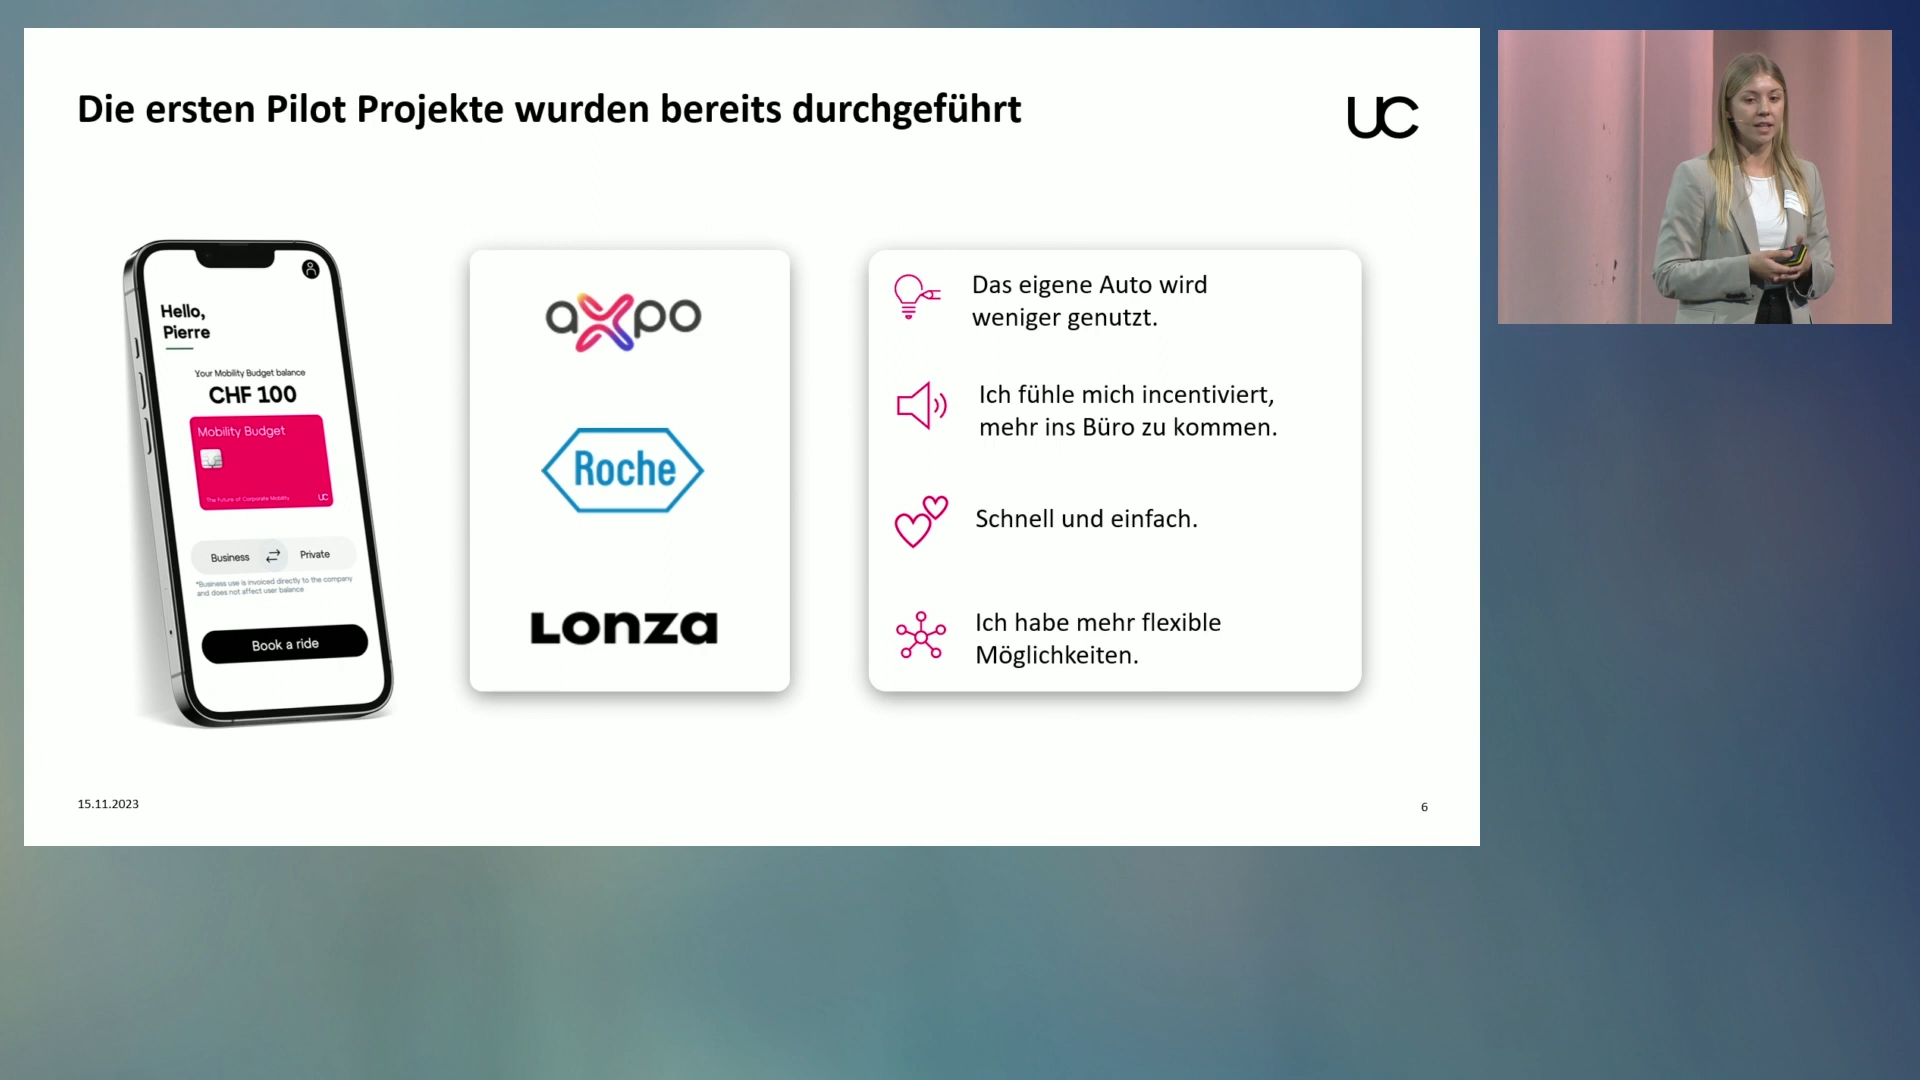 Die ersten Pilot Projekte wurden bereits durchgeführt
UC
Hello,
Pierre
Your Mobility Budget balance
CHF 100
Mobility Budget
The Future of Corporate Mobility
UC
Business
Private
*Business use is invoiced directly to the company
and does not affect user balance
Book a ride
axpo
Roche
Lonza
Das eigene Auto wird
weniger genutzt.
Ich fühle mich incentiviert,
mehr ins Büro zu kommen.
Schnell und einfach.
Ich habe mehr flexible
Möglichkeiten.
15.11.2023
6